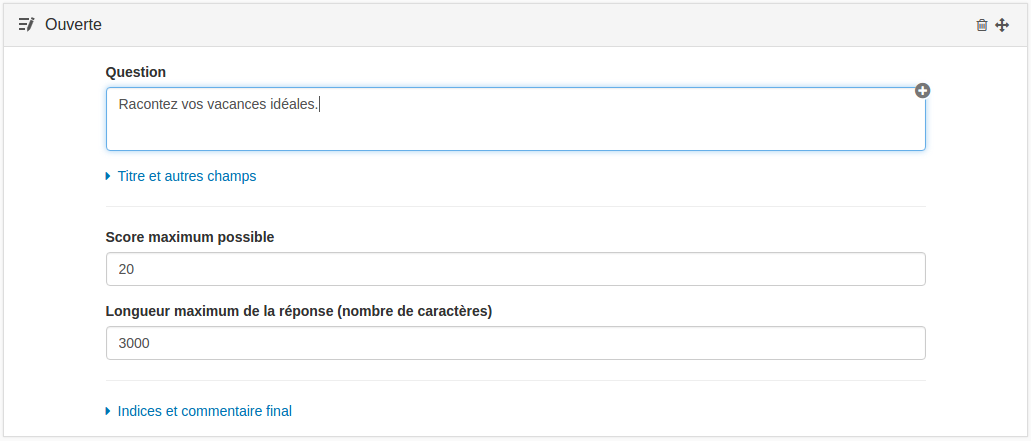 Ouverte
Question
Racontez vos vacances idéales.
Titre et autres champs
Score maximum possible
20
Longueur maximum de la réponse (nombre de caractères)
3000
Indices et commentaire final